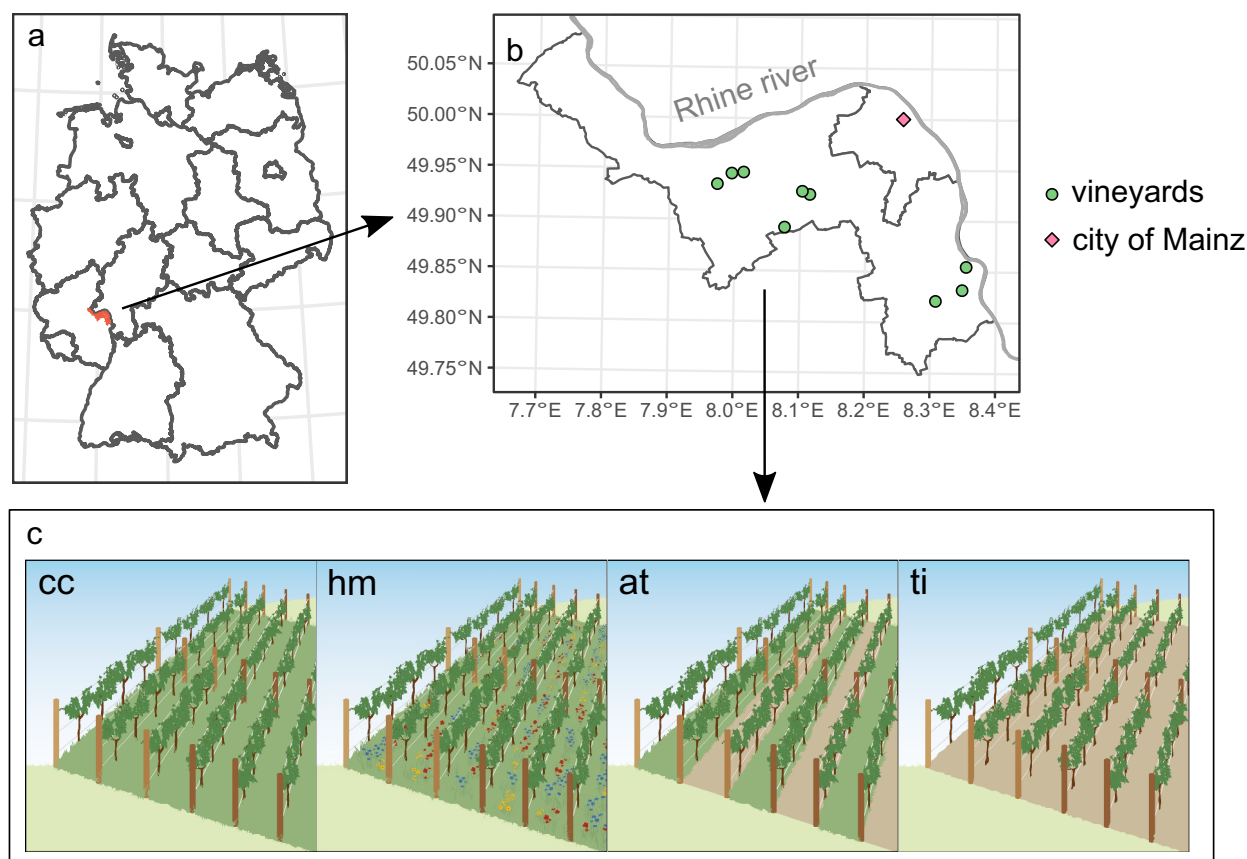 a
b
50.05°N
50.00°N
49.95°N
49.90°N
49.85°N
49.80°N
49.75°N
Rhine river
7.7°E 7.8°E 7.9°E 8.0°E 8.1°E 8.2°E 8.3°E 8.4°E
vineyards
city of Mainz
c
cc hm at ti